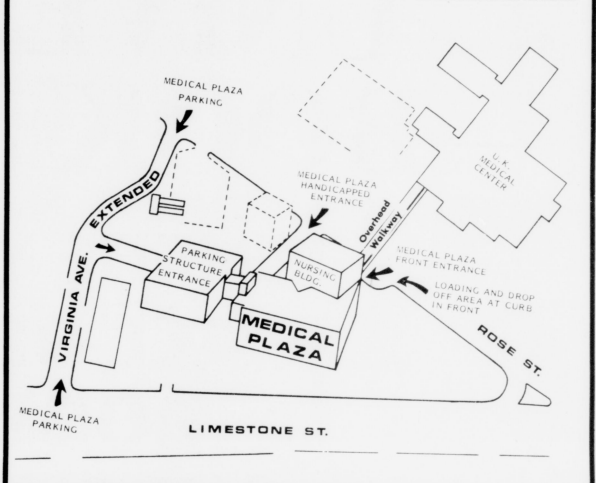 MEDICAL PLAZA
PARKING
U.K.
MEDICAL
CENTER
MEDICAL PLAZA
HANDICAPPED
ENTRANCE
EXTENDED
Overhead
Walkway
PARKING
STRUCTURE
ENTRANCE
NURSING
BLDG.
MEDICAL PLAZA
FRONT ENTRANCE
LOADING AND DROP
OFF AREA AT CURB
IN FRONT
VIRGINIA AVE.
MEDICAL
PLAZA
ROSE ST.
MEDICAL PLAZA
PARKING
LIMESTONE ST.